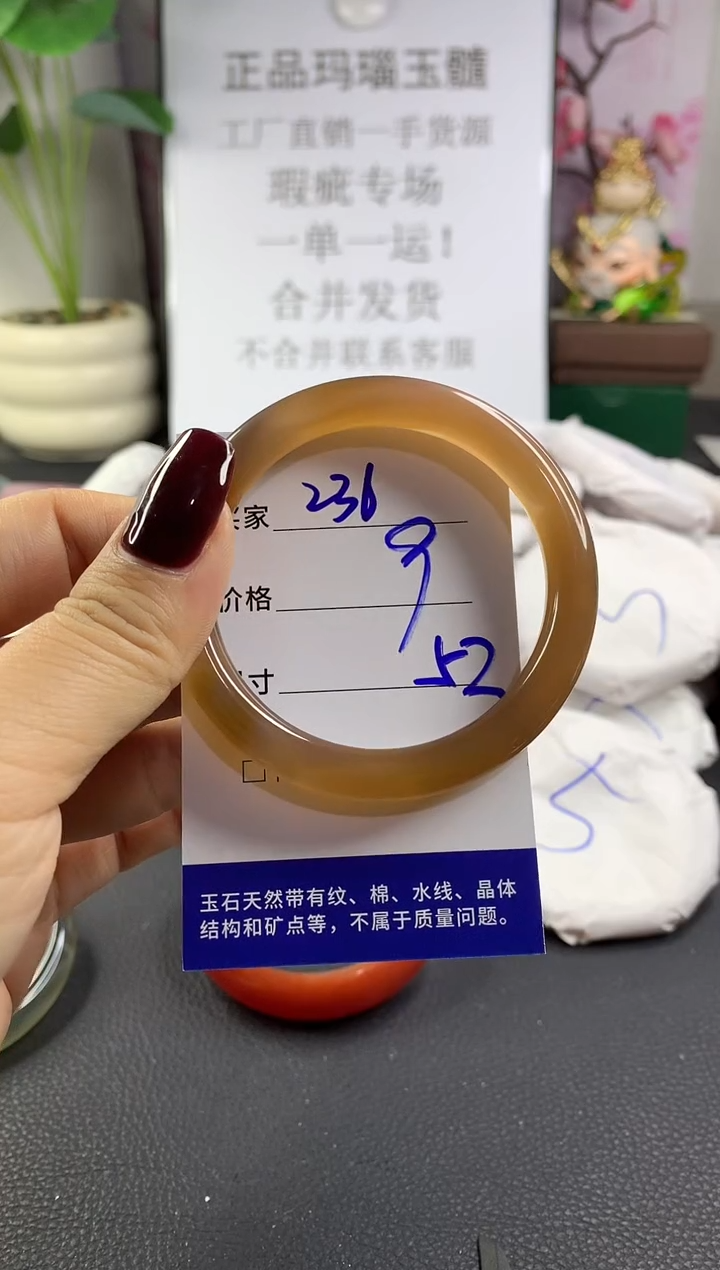 正品玛瑙玉髓
工厂直销一手货源
瑕疵专场
一单一运！
合并发货
不合并联系客服
家 236
价格 9
寸 52
玉石天然带有纹、棉、水线、晶体
结构和矿点等，不属于质量问题。
5